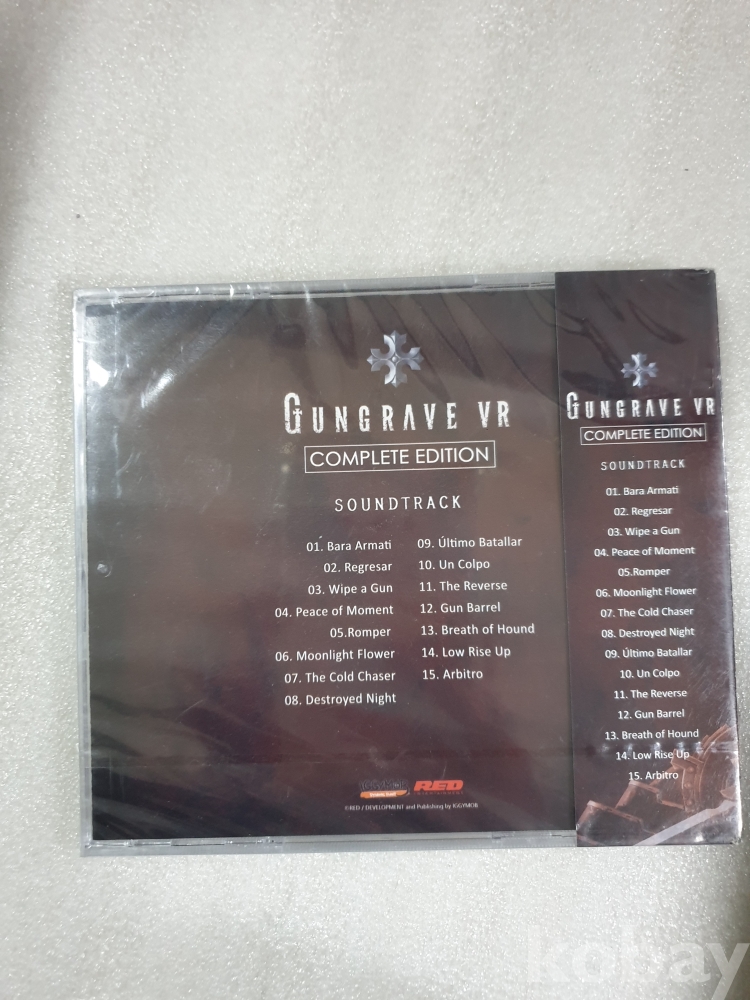 GUNGRAVE VR
COMPLETE EDITION
SOUNDTRACK
01. Bara Armati
02. Regresar
03. Wipe a Gun
04. Peace of Moment
05.Romper
06. Moonlight Flower
07. The Cold Chaser
08. Destroyed Night
09. Último Batallar
10. Un Colpo
11. The Reverse
12. Gun Barrel
13. Breath of Hound
14. Low Rise Up
15. Arbitro
IGGYMOB
RED
©RED / DEVELOPMENT and Publishing by IGGYMOB
GUNGRAVE VR
COMPLETE EDITION
SOUNDTRACK
01. Bara Armati
02. Regresar
03. Wipe a Gun
04. Peace of Moment
05.Romper
06. Moonlight Flower
07. The Cold Chaser
08. Destroyed Night
09. Último Batallar
10. Un Colpo
11. The Reverse
12. Gun Barrel
13. Breath of Hound
14. Low Rise Up
15. Arbitro
kobay